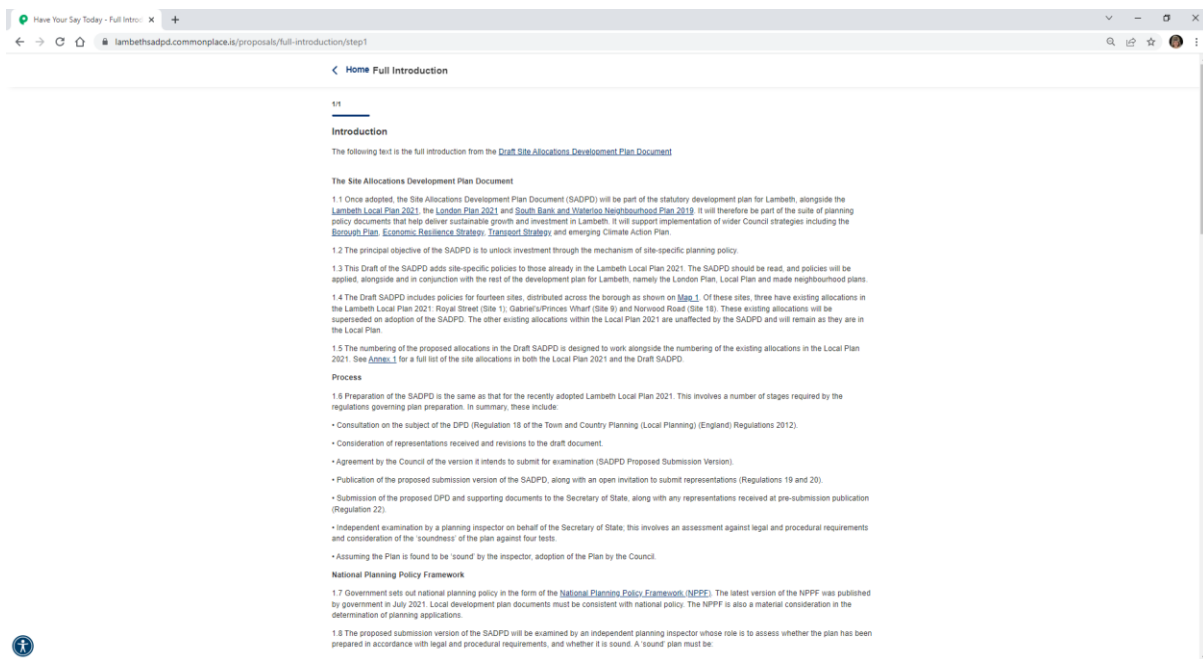 Have Your Say Today - Full Introd
lambethsadpd.commonplace.is/proposals/full-introduction/step1
Home Full Introduction
1/1
Introduction
The following text is the full introduction from the Draft Site Allocations Development Plan Document
The Site Allocations Development Plan Document
1.1 Once adopted, the Site Allocations Development Plan Document (SADPD) will be part of the statutory development plan for Lambeth, alongside the
Lambeth Local Plan 2021, the London Plan 2021 and South Bank and Waterloo Neighbourhood Plan 2019. It will therefore be part of the suite of planning
policy documents that help deliver sustainable growth and investment in Lambeth. It will support implementation of wider Council strategies including the
Borough Plan, Economic Resilience Strategy, Transport Strategy and emerging Climate Action Plan.
1.2 The principal objective of the SADPD is to unlock investment through the mechanism of site-specific planning policy.
1.3 This Draft of the SADPD adds site-specific policies to those already in the Lambeth Local Plan 2021. The SADPD should be read, and policies will be
applied, alongside and in conjunction with the rest of the development plan for Lambeth, namely the London Plan, Local Plan and made neighbourhood plans.
1.4 The Draft SADPD includes policies for fourteen sites, distributed across the borough as shown on Map 1. Of these sites, three have existing allocations in
the Lambeth Local Plan 2021: Royal Street (Site 1); Gabriel's/Princes Wharf (Site 9) and Norwood Road (Site 18). These existing allocations will be
superseded on adoption of the SADPD. The other existing allocations within the Local Plan 2021 are unaffected by the SADPD and will remain as they are in
the Local Plan.
1.5 The numbering of the proposed allocations in the Draft SADPD is designed to work alongside the numbering of the existing allocations in the Local Plan
2021. See Annex 1 for a full list of the site allocations in both the Local Plan 2021 and the Draft SADPD.
Process
1.6 Preparation of the SADPD is the same as that for the recently adopted Lambeth Local Plan 2021. This involves a number of stages required by the
regulations governing plan preparation. In summary, these include:
• Consultation on the subject of the DPD (Regulation 18 of the Town and Country Planning (Local Planning) (England) Regulations 2012).
• Consideration of representations received and revisions to the draft document.
• Agreement by the Council of the version it intends to submit for examination (SADPD Proposed Submission Version).
• Publication of the proposed submission version of the SADPD, along with an open invitation to submit representations (Regulations 19 and 20).
• Submission of the proposed DPD and supporting documents to the Secretary of State, along with any representations received at pre-submission publication
(Regulation 22).
• Independent examination by a planning inspector on behalf of the Secretary of State; this involves an assessment against legal and procedural requirements
and consideration of the 'soundness' of the plan against four tests.
• Assuming the Plan is found to be 'sound' by the inspector, adoption of the Plan by the Council.
National Planning Policy Framework
1.7 Government sets out national planning policy in the form of the National Planning Policy Framework (NPPF). The latest version of the NPPF was published
by government in July 2021. Local development plan documents must be consistent with national policy. The NPPF is also a material consideration in the
determination of planning applications.
1.8 The proposed submission version of the SADPD will be examined by an independent planning inspector whose role is to assess whether the plan has been
prepared in accordance with legal and procedural requirements, and whether it is sound. A 'sound' plan must be: